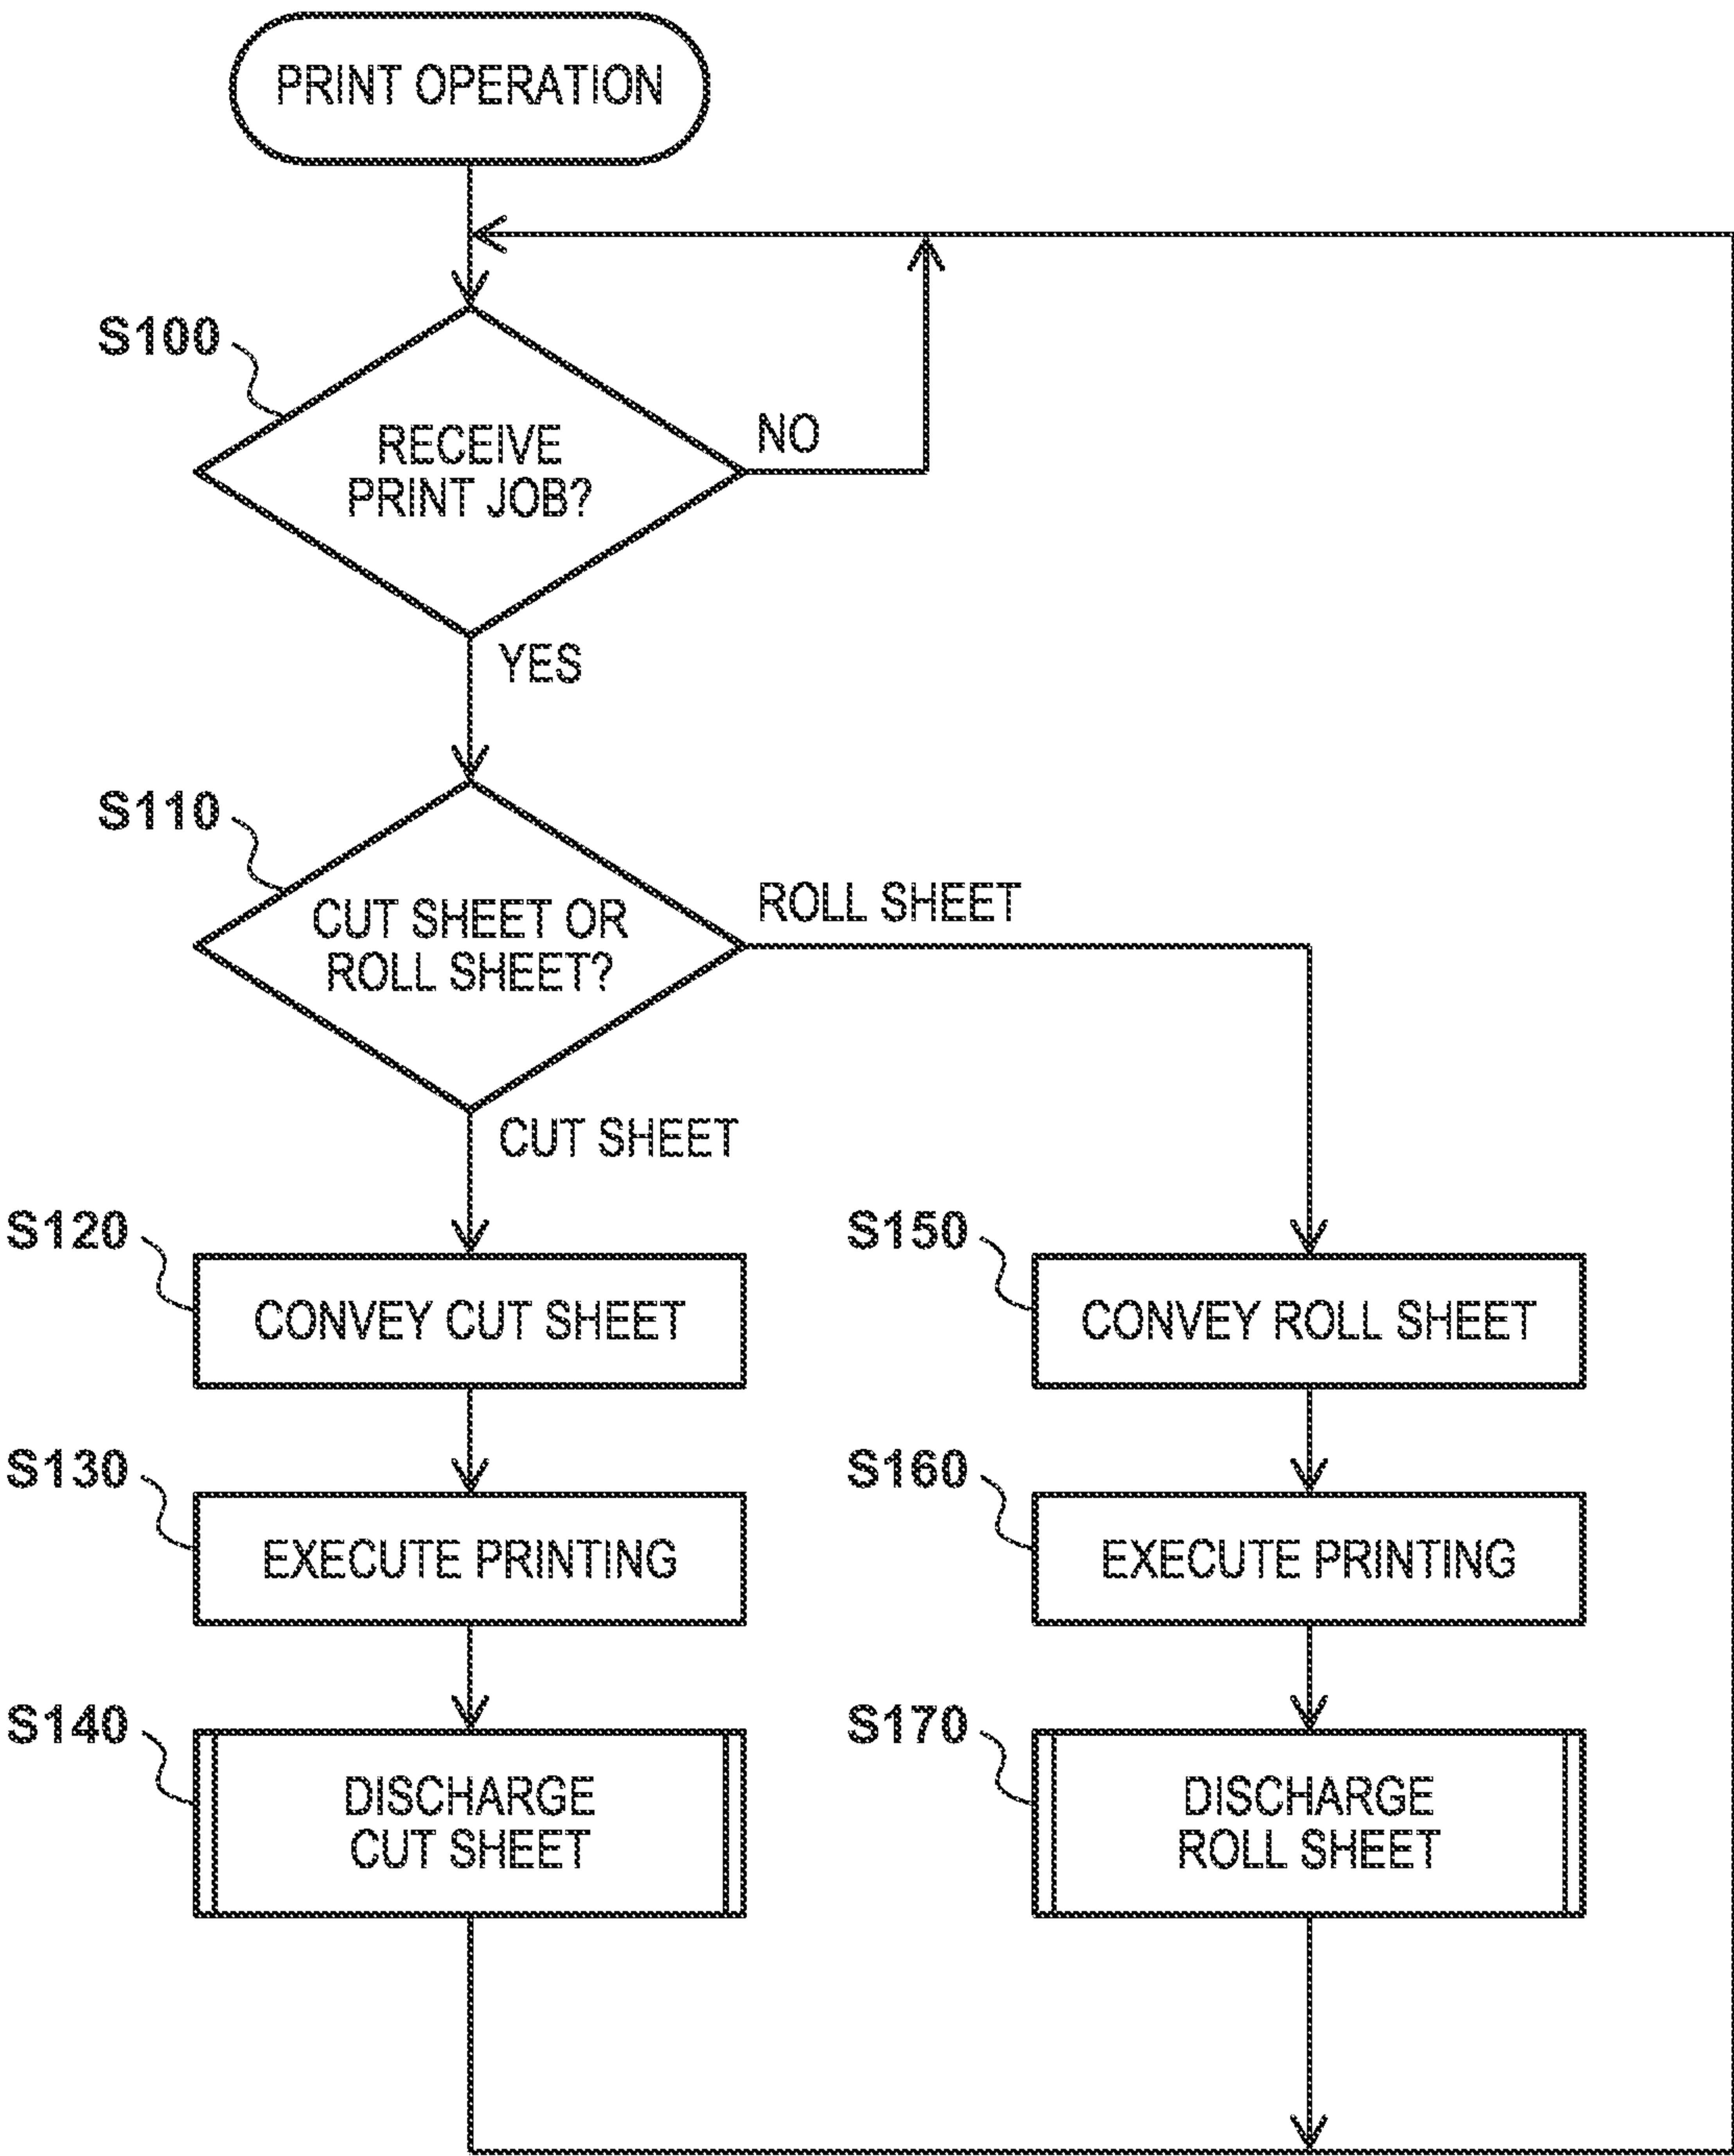 PRINT OPERATION
S100
RECEIVE
PRINT JOB?
NO
YES
S110
CUT SHEET OR
ROLL SHEET?
ROLL SHEET
CUT SHEET
S120
CONVEY CUT SHEET
S150
CONVEY ROLL SHEET
S130
EXECUTE PRINTING
S160
EXECUTE PRINTING
S140
DISCHARGE
CUT SHEET
S170
DISCHARGE
ROLL SHEET